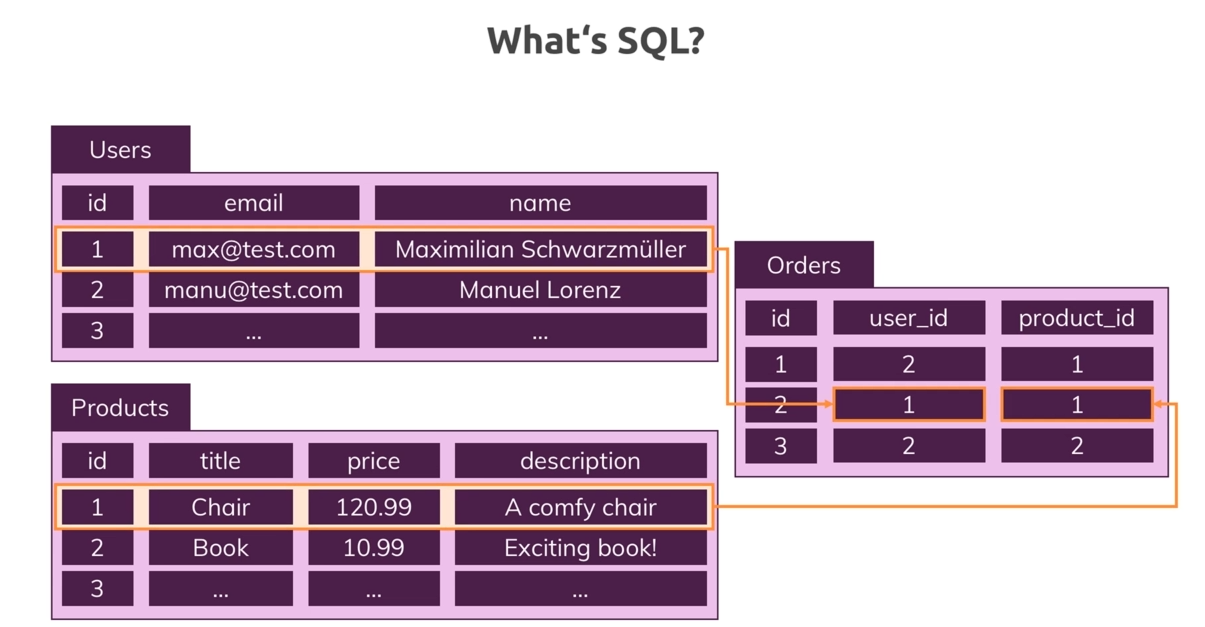 What‘s SQL?
Users
id email name
1 max@test.com Maximilian Schwarzmüller
2 manu@test.com Manuel Lorenz
3 ... ...
Orders
id user_id product_id
1 2 1
2 1 1
3 2 2
Products
id title price description
1 Chair 120.99 A comfy chair
2 Book 10.99 Exciting book!
3 ... ... ...